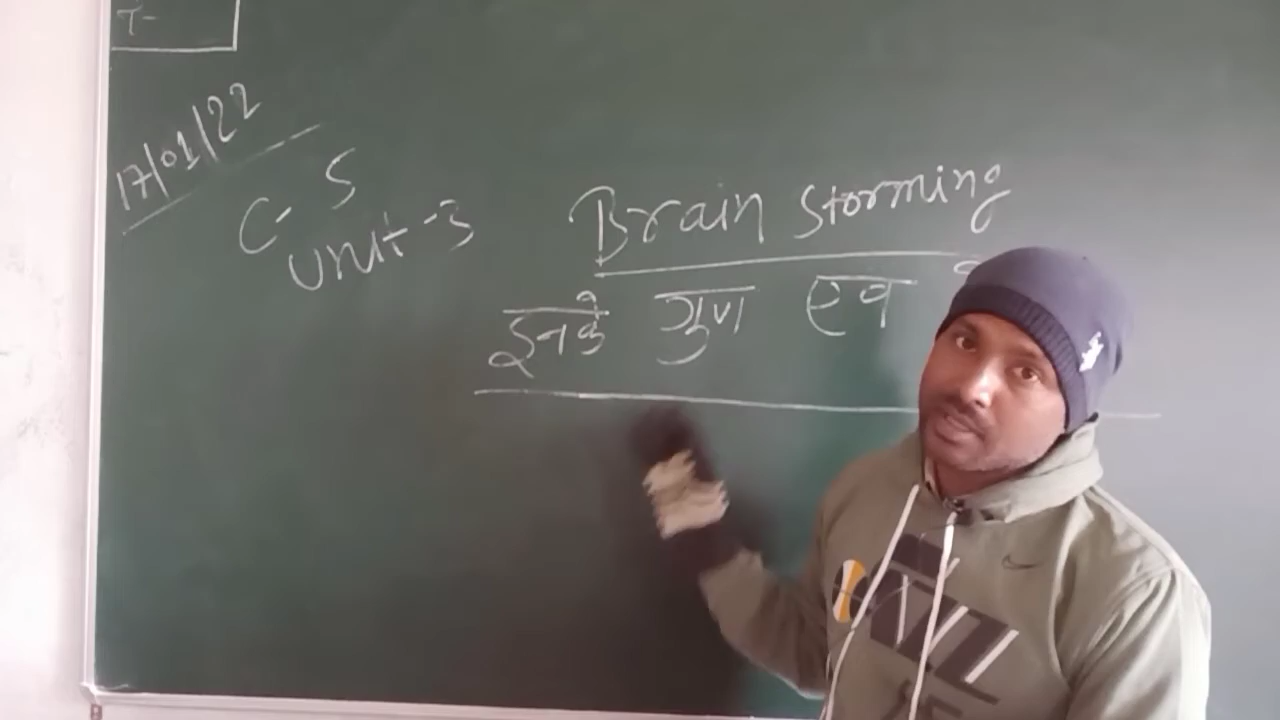 T-
17/01/22
C S
Unit-3
Brain Storming
इनके गुण एवं